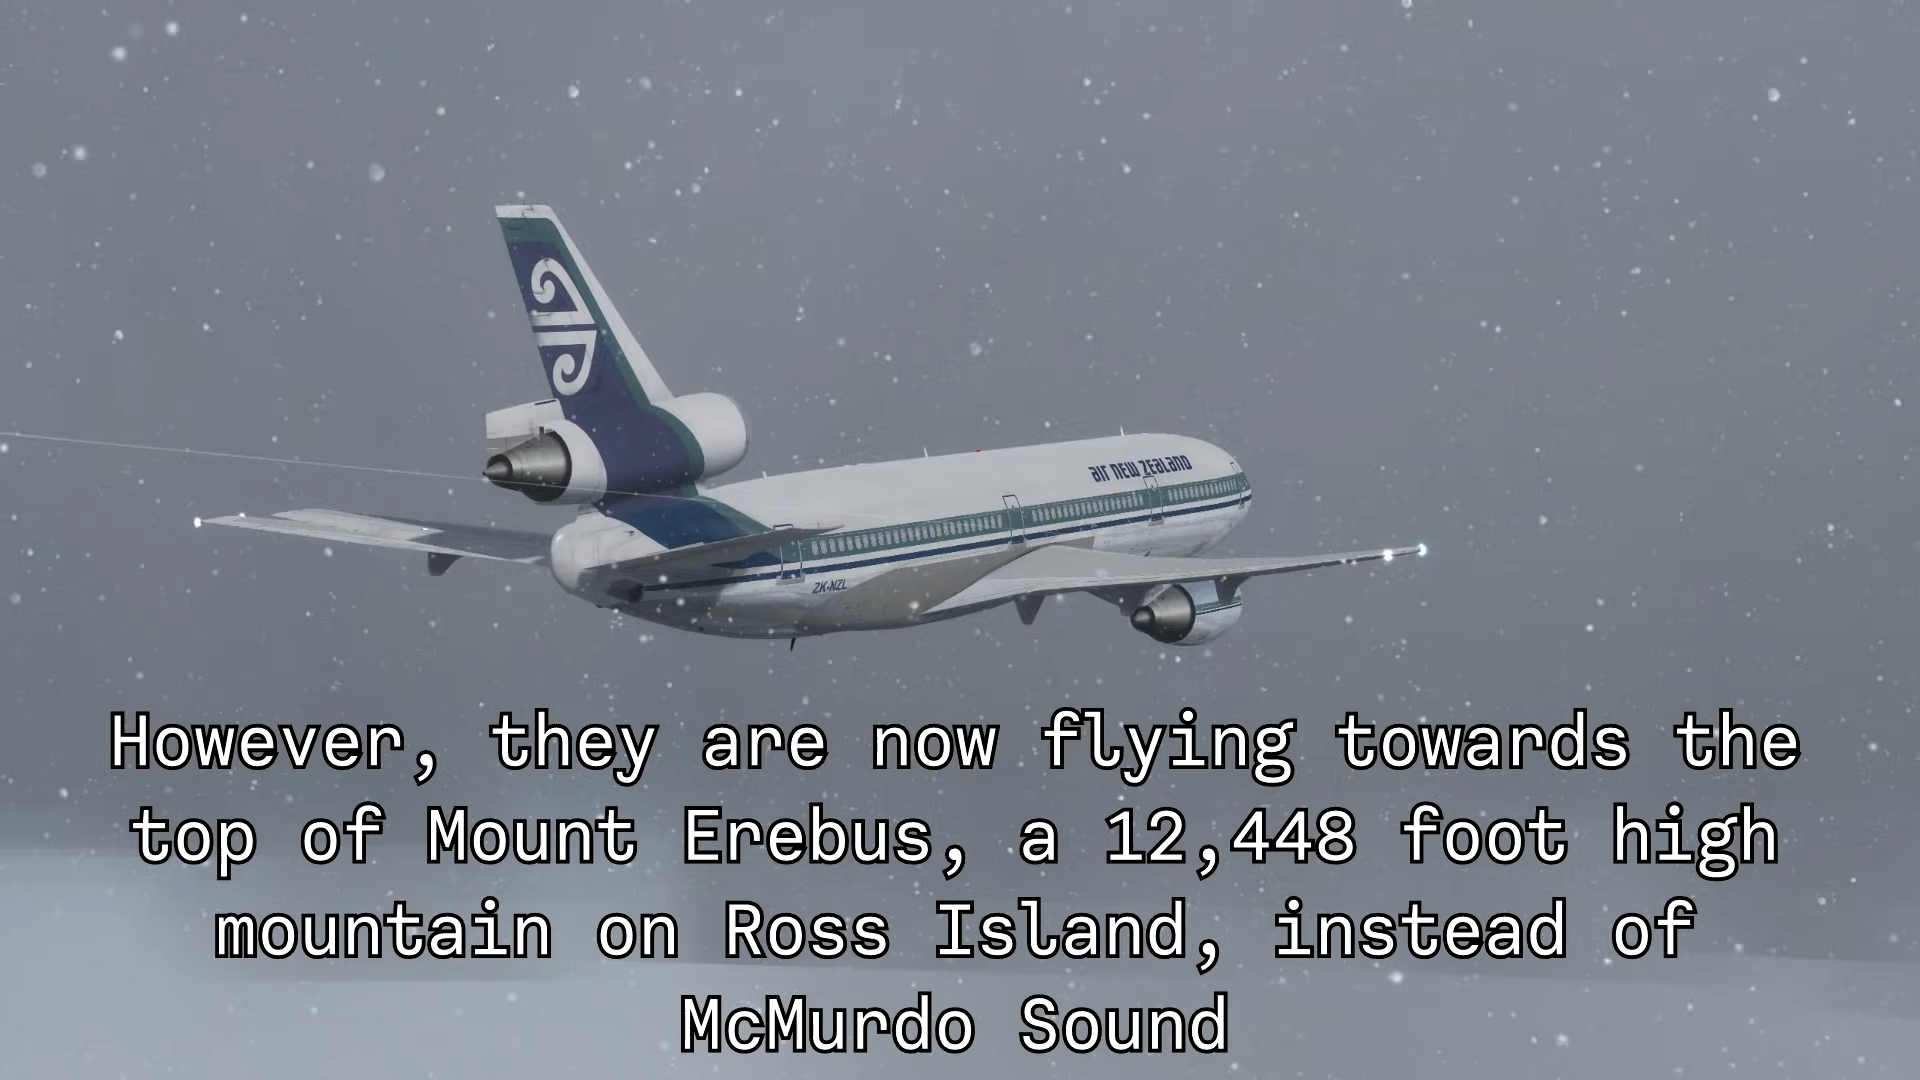 air new zealand
ZK-NZL
However, they are now flying towards the
top of Mount Erebus, a 12,448 foot high
mountain on Ross Island, instead of
McMurdo Sound